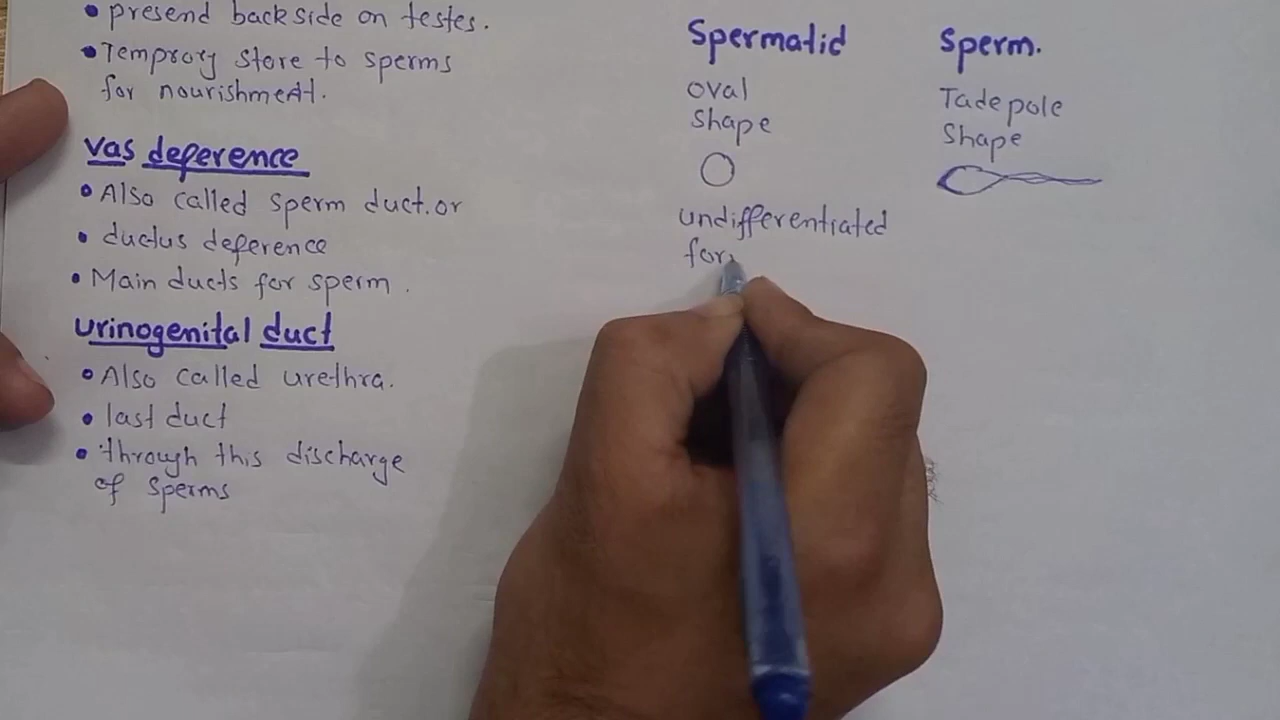 • presend backside on testes.
• Temprory store to sperms
for nourishment.
vas deference
• Also called sperm duct.or
• ductus deference
• Main ducts for sperm.
urinogenital duct
• Also called urethra.
• last duct
• through this discharge
of sperms
Spermatid
oval
shape
undifferentiated
for
Sperm.
Tadepole
Shape